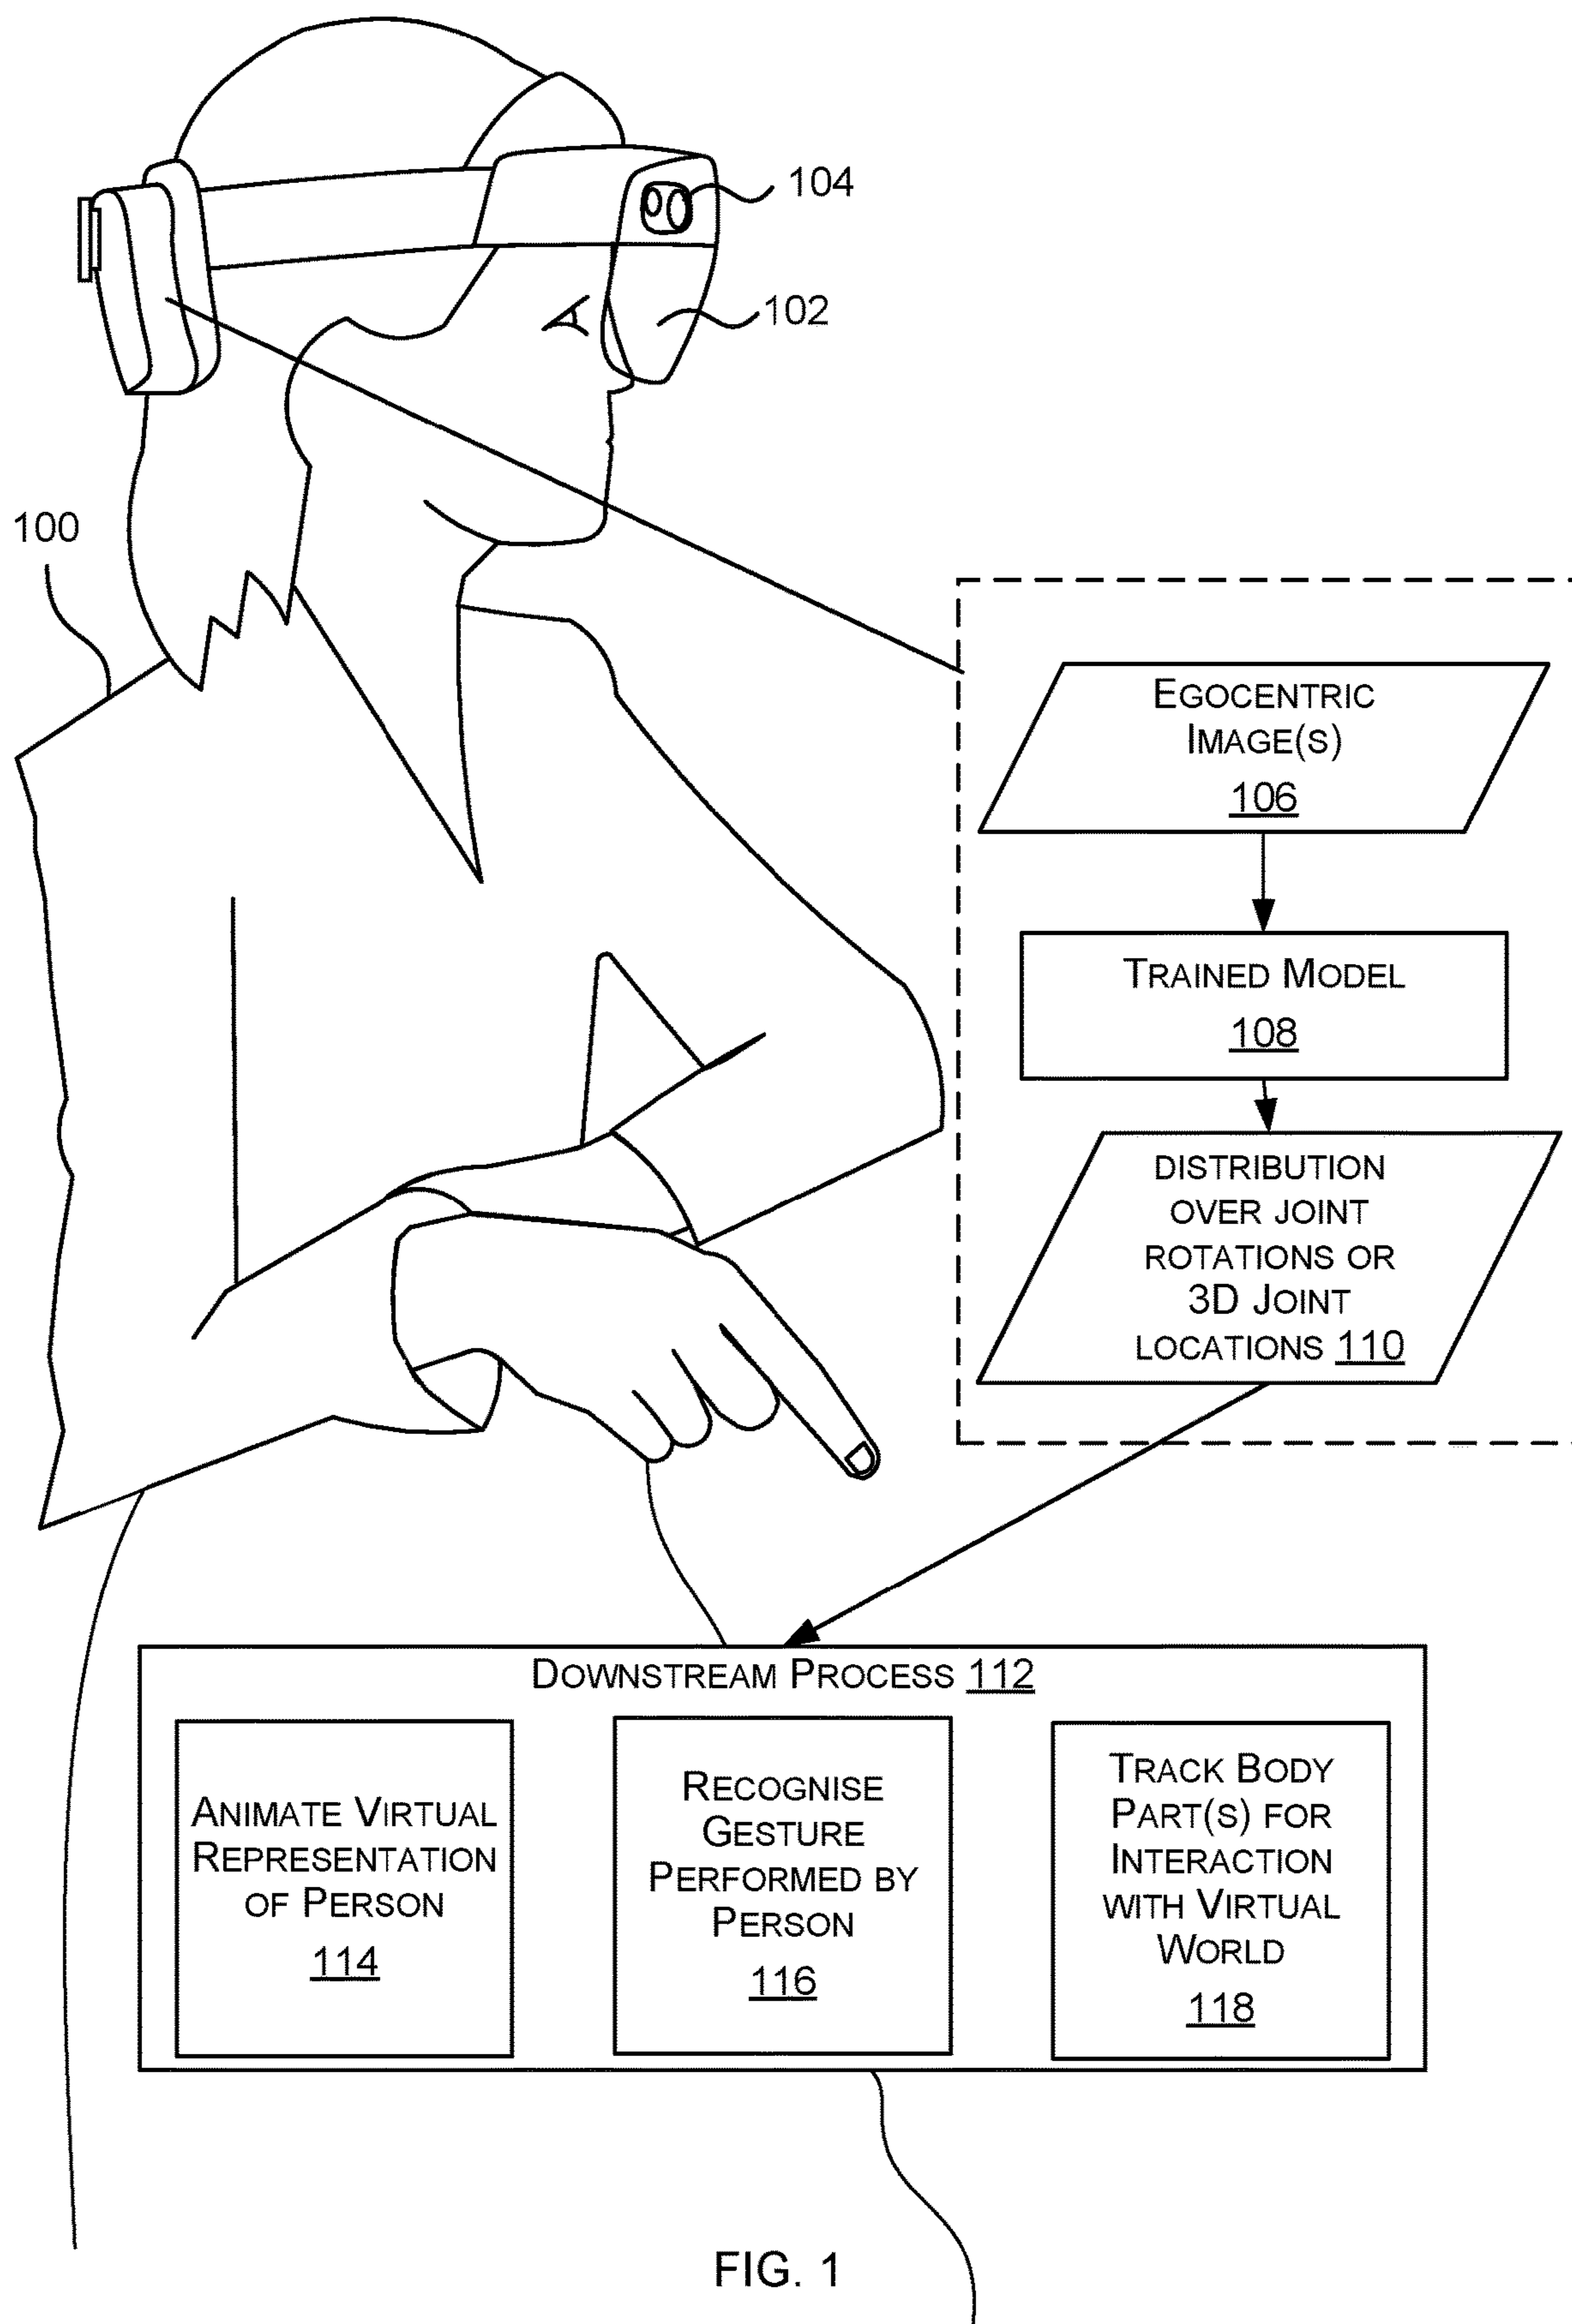 104
102
100
EGOCENTRIC
IMAGE(S)
106
TRAINED MODEL
108
DISTRIBUTION
OVER JOINT
ROTATIONS OR
3D JOINT
LOCATIONS 110
DOWNSTREAM PROCESS 112
ANIMATE VIRTUAL
REPRESENTATION
OF PERSON
114
RECOGNISE
GESTURE
PERFORMED BY
PERSON
116
TRACK BODY
PART(S) FOR
INTERACTION
WITH VIRTUAL
WORLD
118
FIG. 1